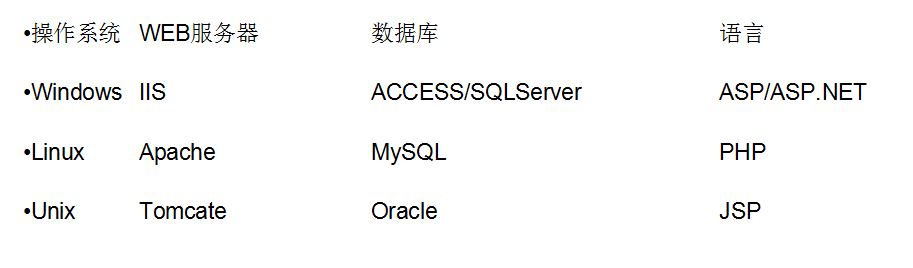 •操作系统 WEB服务器 数据库 语言
•Windows IIS ACCESS/SQLServer ASP/ASP.NET
•Linux Apache MySQL PHP
•Unix Tomcate Oracle JSP